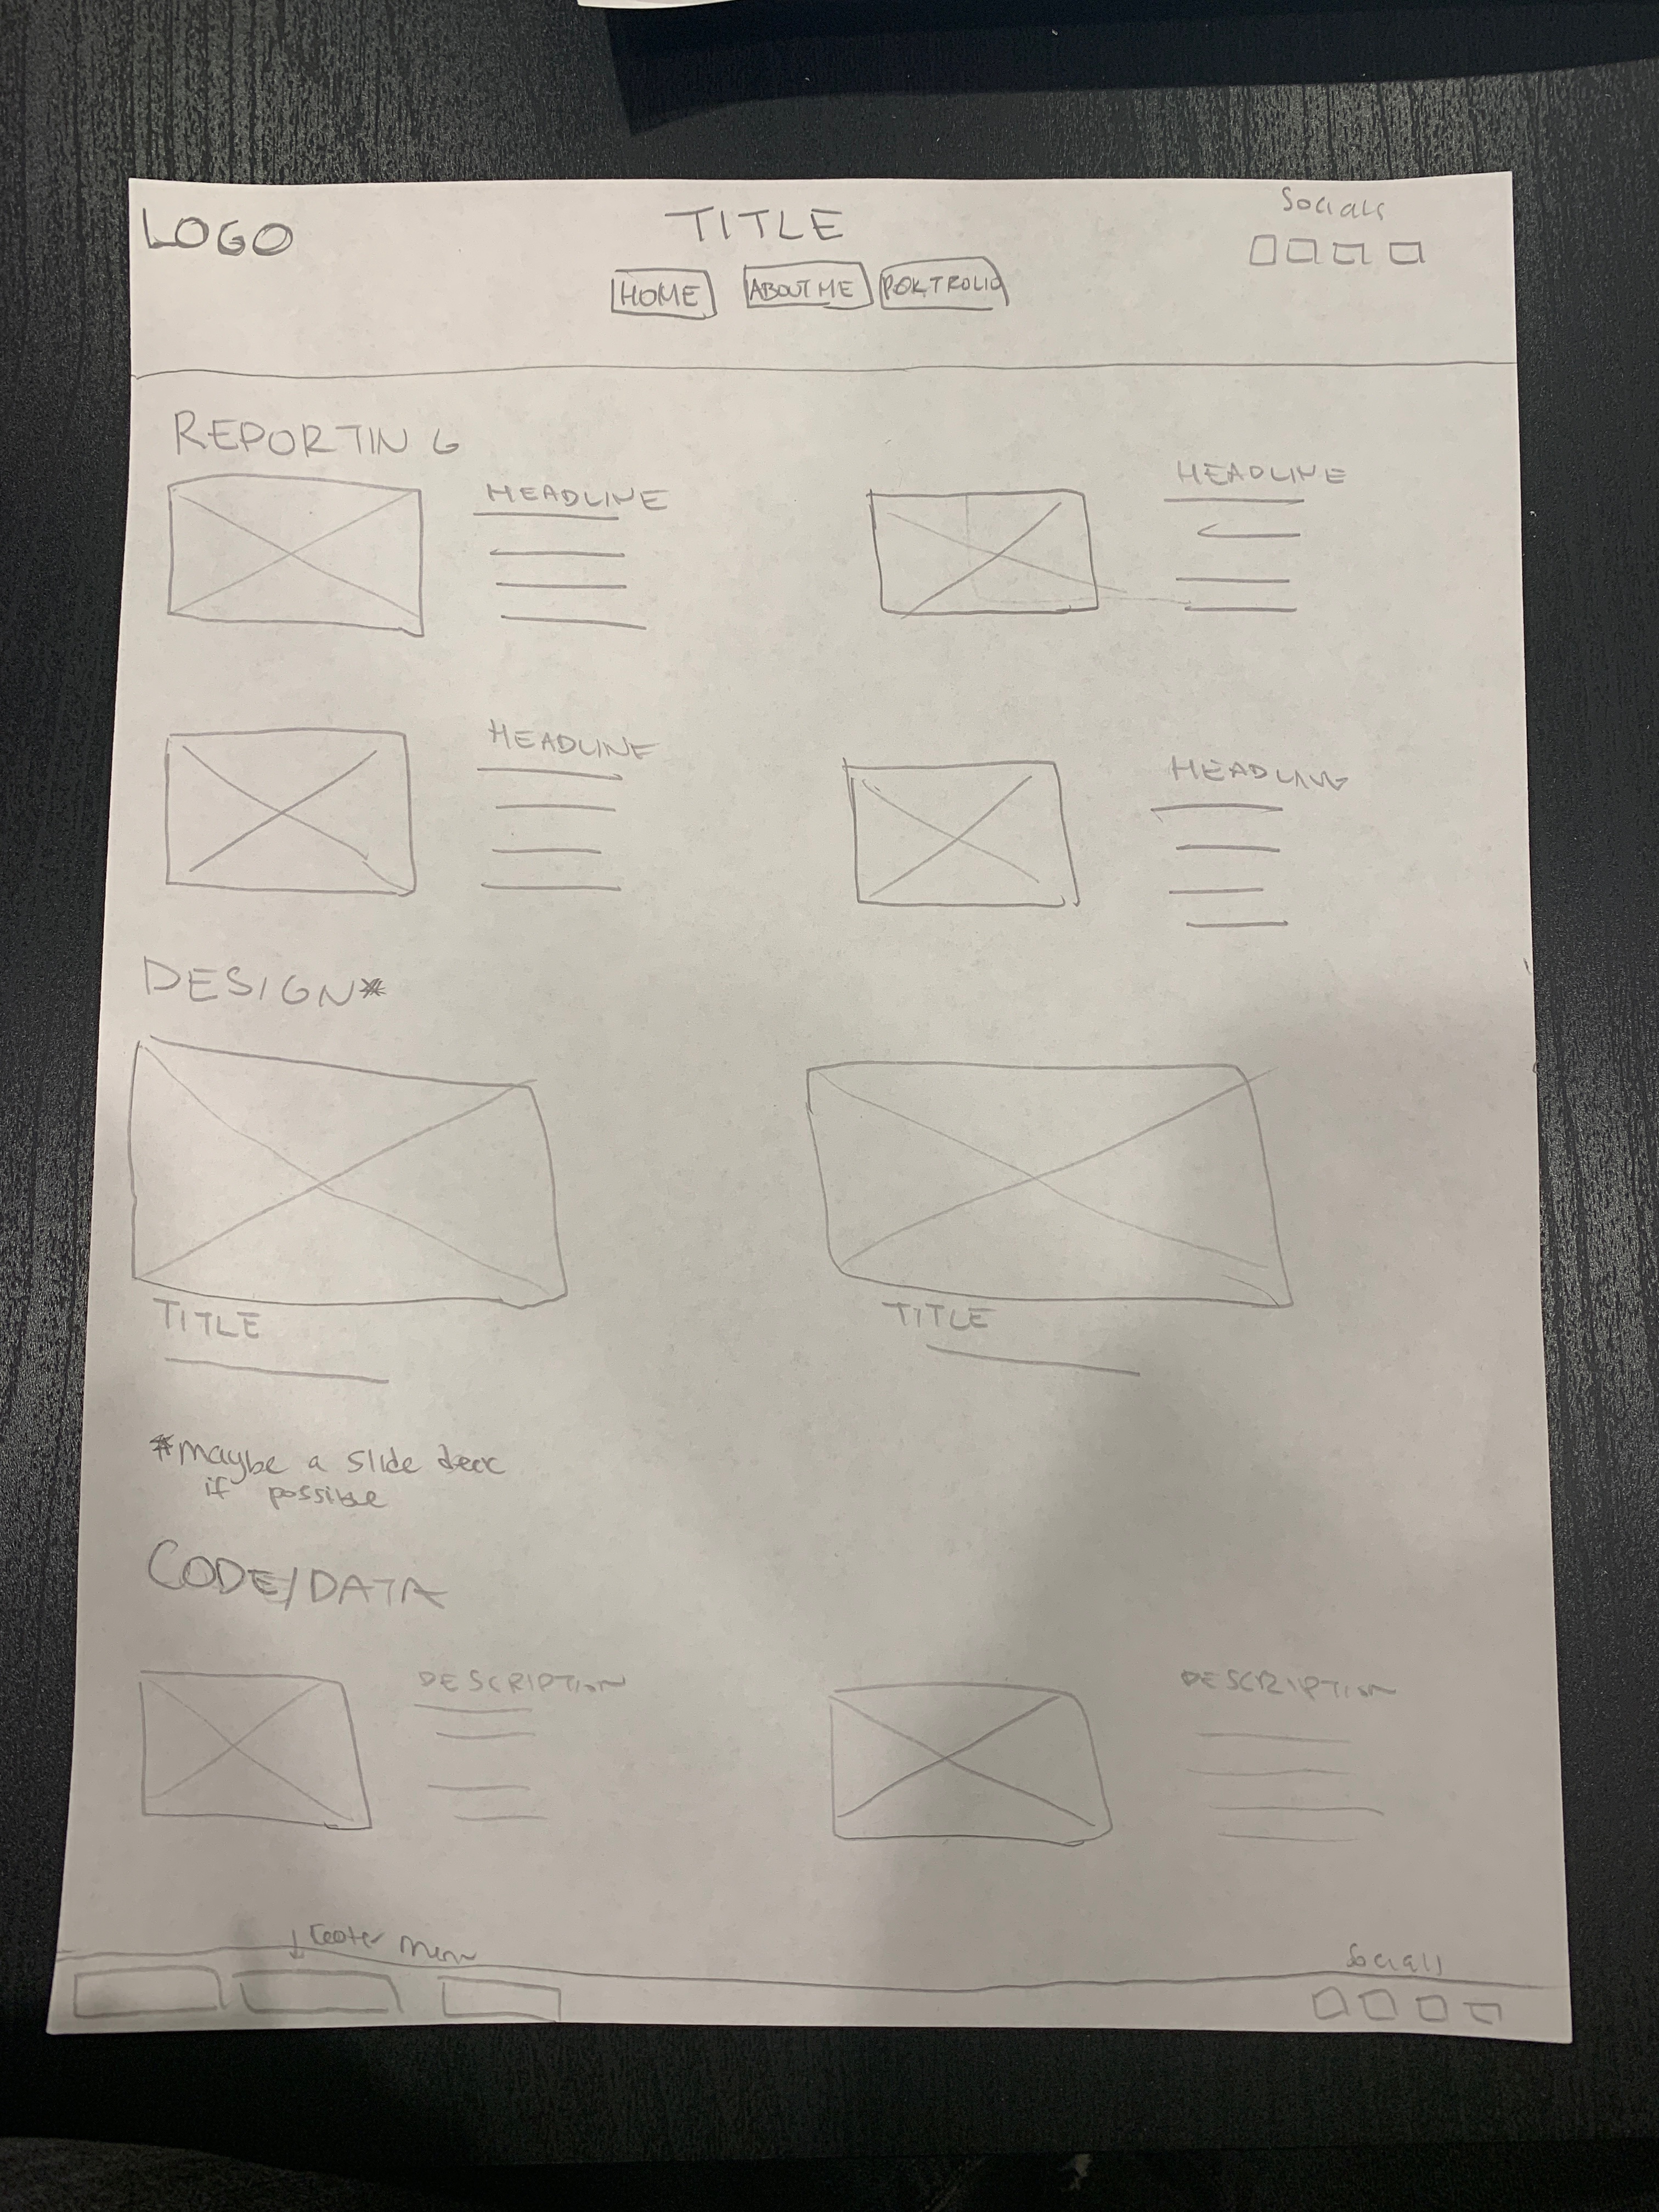 LOGO
TITLE
Socials
HOME
ABOUT ME
PORTFOLIO
REPORTING
HEADLINE
HEADLINE
HEADLINE
HEADLINE
DESIGN*
TITLE
TITLE
*maybe a slide deck
if possible
CODE/DATA
DESCRIPTION
DESCRIPTION
↓ Footer Menu
Socials